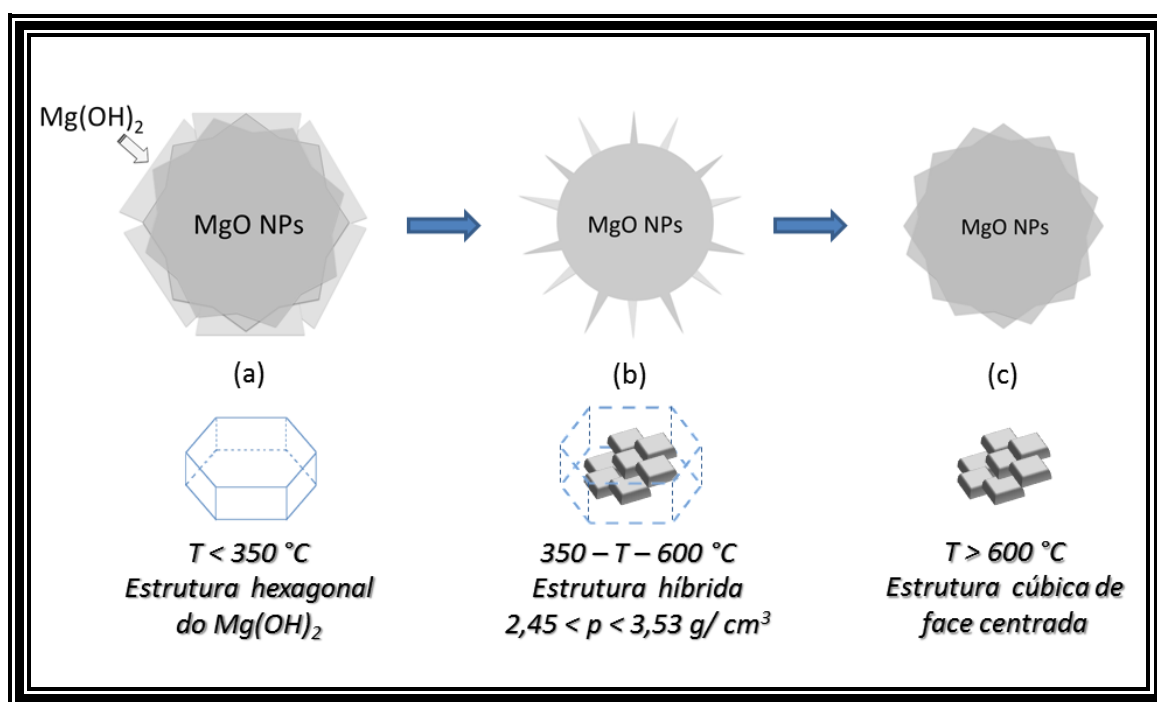 Mg(OH)₂
MgO NPs
MgO NPs
MgO NPs
(a)
(b)
(c)
T < 350 °C
Estrutura hexagonal
do Mg(OH)₂
350 – T – 600 °C
Estrutura híbrida
2,45 < p < 3,53 g/ cm³
T > 600 °C
Estrutura cúbica de
face centrada